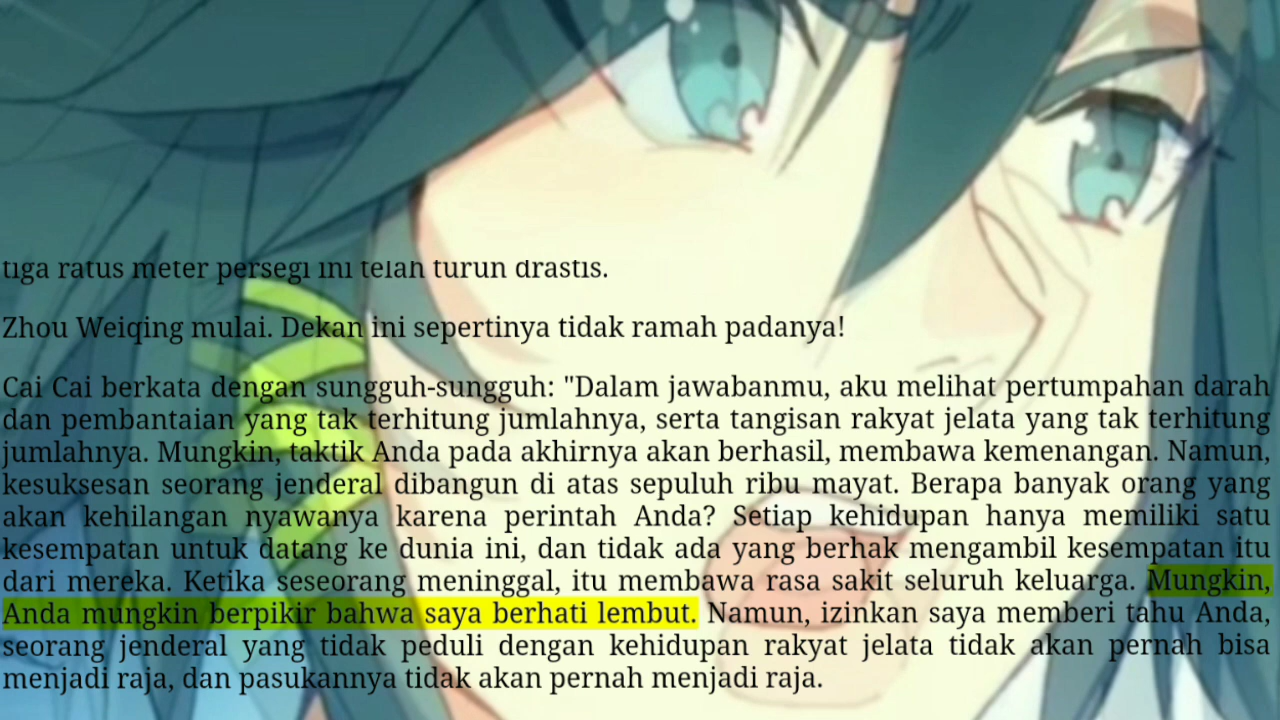 tiga ratus meter persegi ini telah turun drastis.
Zhou Weiqing mulai. Dekan ini sepertinya tidak ramah padanya!
Cai Cai berkata dengan sungguh-sungguh: "Dalam jawabanmu, aku melihat pertumpahan darah
dan pembantaian yang tak terhitung jumlahnya, serta tangisan rakyat jelata yang tak terhitung
jumlahnya. Mungkin, taktik Anda pada akhirnya akan berhasil, membawa kemenangan. Namun,
kesuksesan seorang jenderal dibangun di atas sepuluh ribu mayat. Berapa banyak orang yang
akan kehilangan nyawanya karena perintah Anda? Setiap kehidupan hanya memiliki satu
kesempatan untuk datang ke dunia ini, dan tidak ada yang berhak mengambil kesempatan itu
dari mereka. Ketika seseorang meninggal, itu membawa rasa sakit seluruh keluarga. Mungkin,
Anda mungkin berpikir bahwa saya berhati lembut. Namun, izinkan saya memberi tahu Anda,
seorang jenderal yang tidak peduli dengan kehidupan rakyat jelata tidak akan pernah bisa
menjadi raja, dan pasukannya tidak akan pernah menjadi raja.